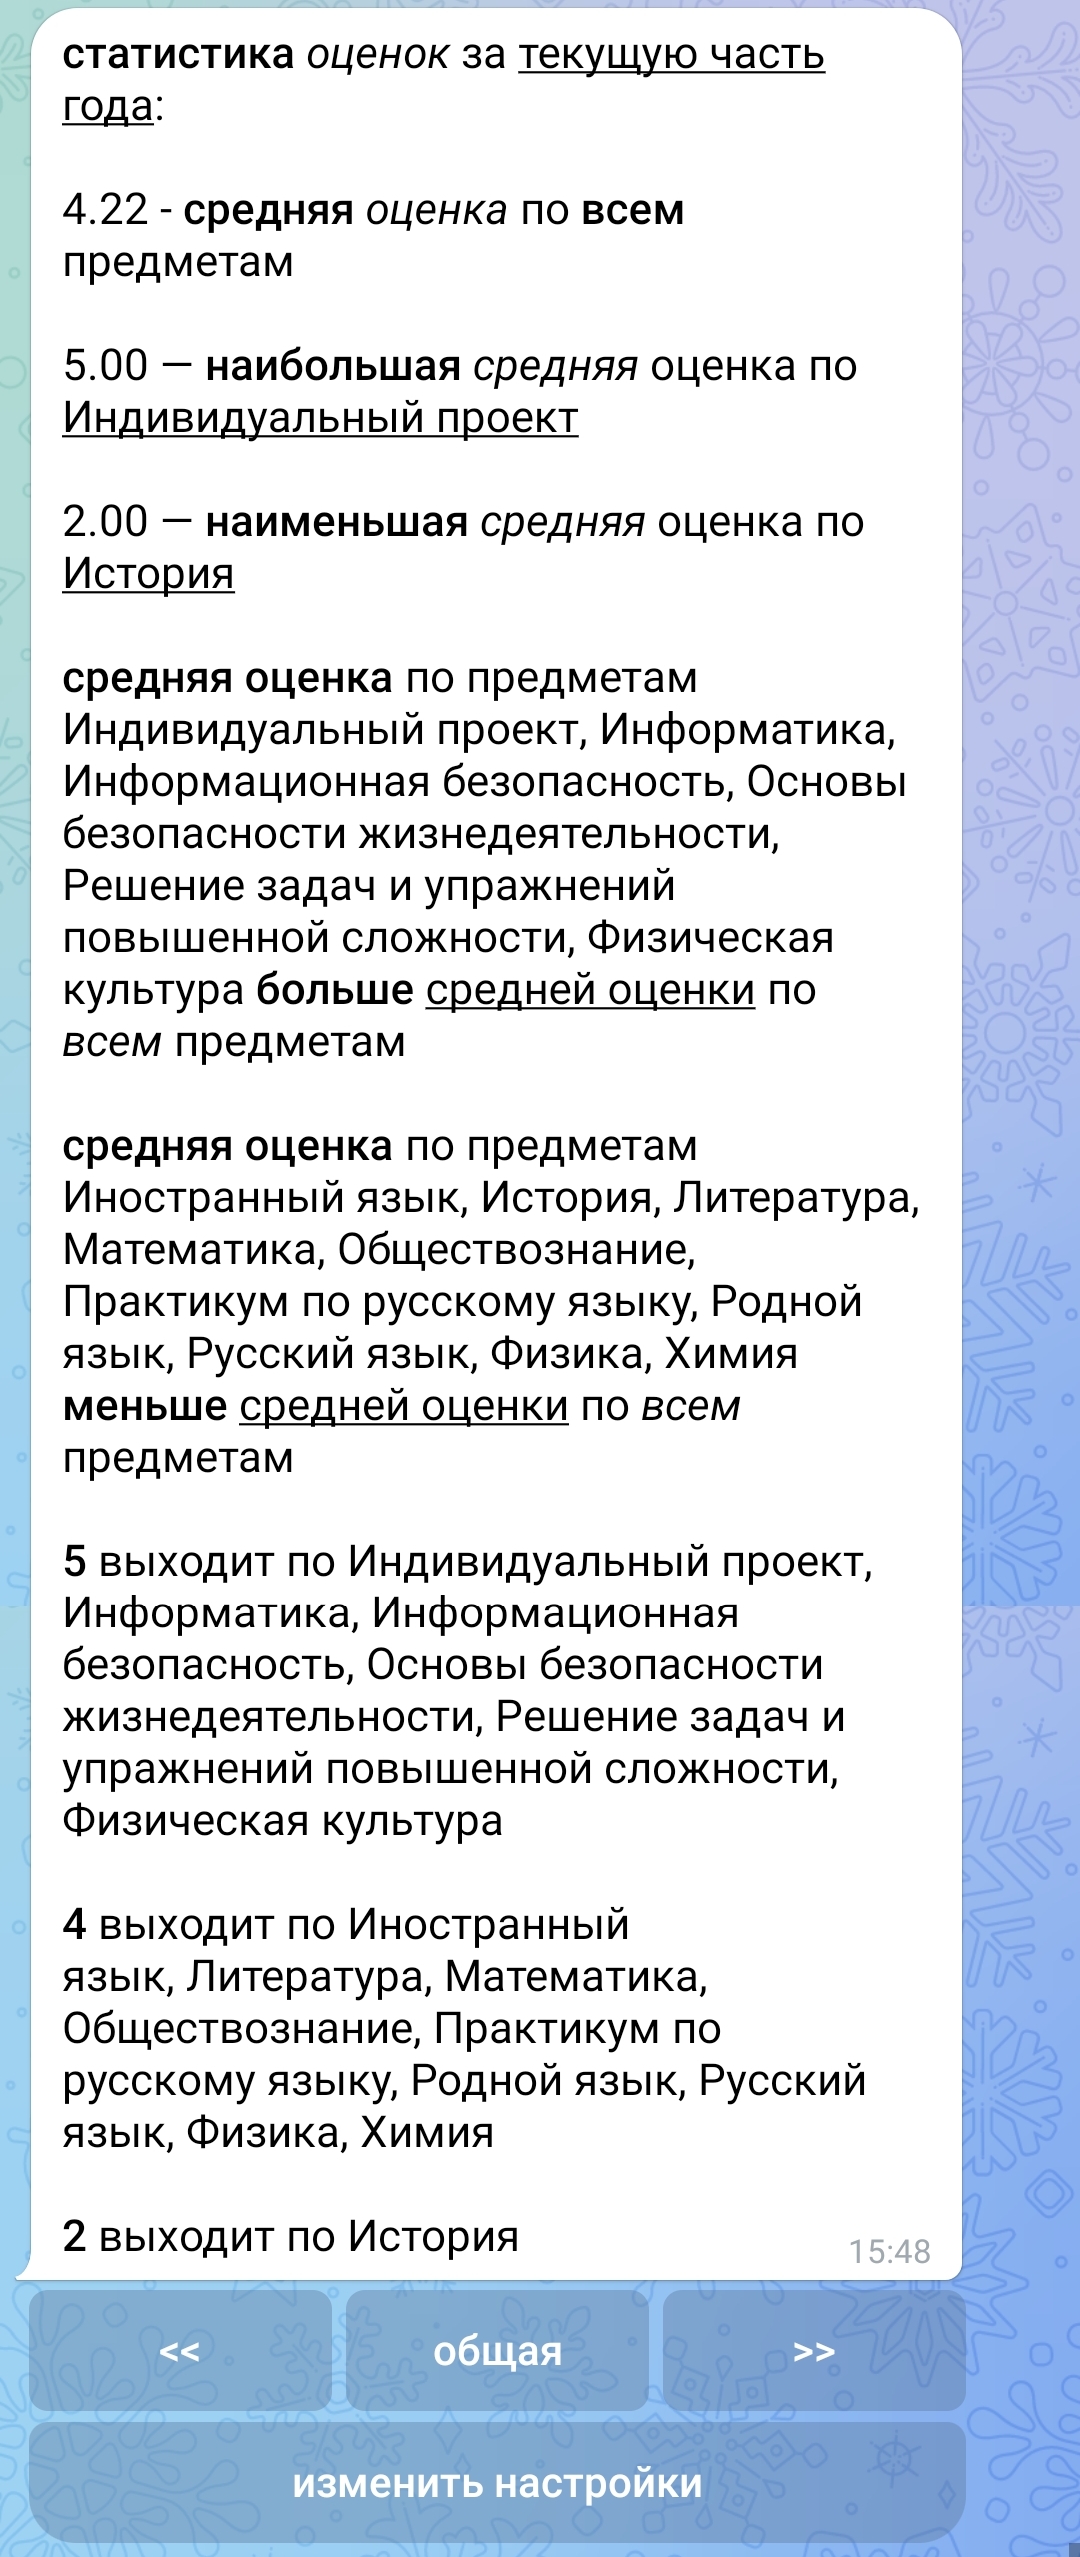 статистика оценок за текущую часть
года:
4.22 - средняя оценка по всем
предметам
5.00 — наибольшая средняя оценка по
Индивидуальный проект
2.00 — наименьшая средняя оценка по
История
средняя оценка по предметам
Индивидуальный проект, Информатика,
Информационная безопасность, Основы
безопасности жизнедеятельности,
Решение задач и упражнений
повышенной сложности, Физическая
культура больше средней оценки по
всем предметам
средняя оценка по предметам
Иностранный язык, История, Литература,
Математика, Обществознание,
Практикум по русскому языку, Родной
язык, Русский язык, Физика, Химия
меньше средней оценки по всем
предметам
5 выходит по Индивидуальный проект,
Информатика, Информационная
безопасность, Основы безопасности
жизнедеятельности, Решение задач и
упражнений повышенной сложности,
Физическая культура
4 выходит по Иностранный
язык, Литература, Математика,
Обществознание, Практикум по
русскому языку, Родной язык, Русский
язык, Физика, Химия
2 выходит по История
15:48
<< общая >>
изменить настройки